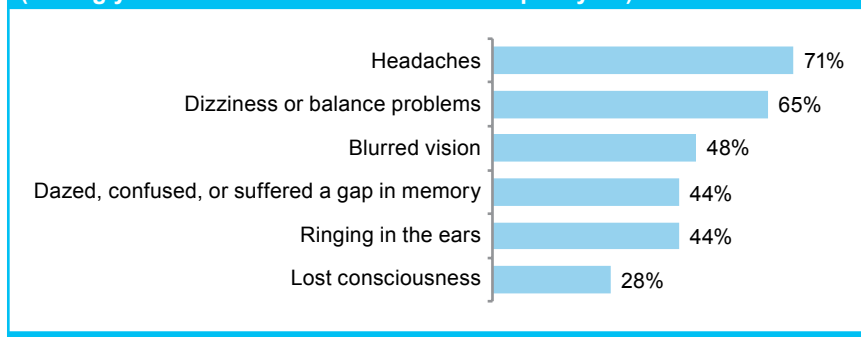 Headaches 71%
Dizziness or balance problems 65%
Blurred vision 48%
Dazed, confused, or suffered a gap in memory 44%
Ringing in the ears 44%
Lost consciousness 28%